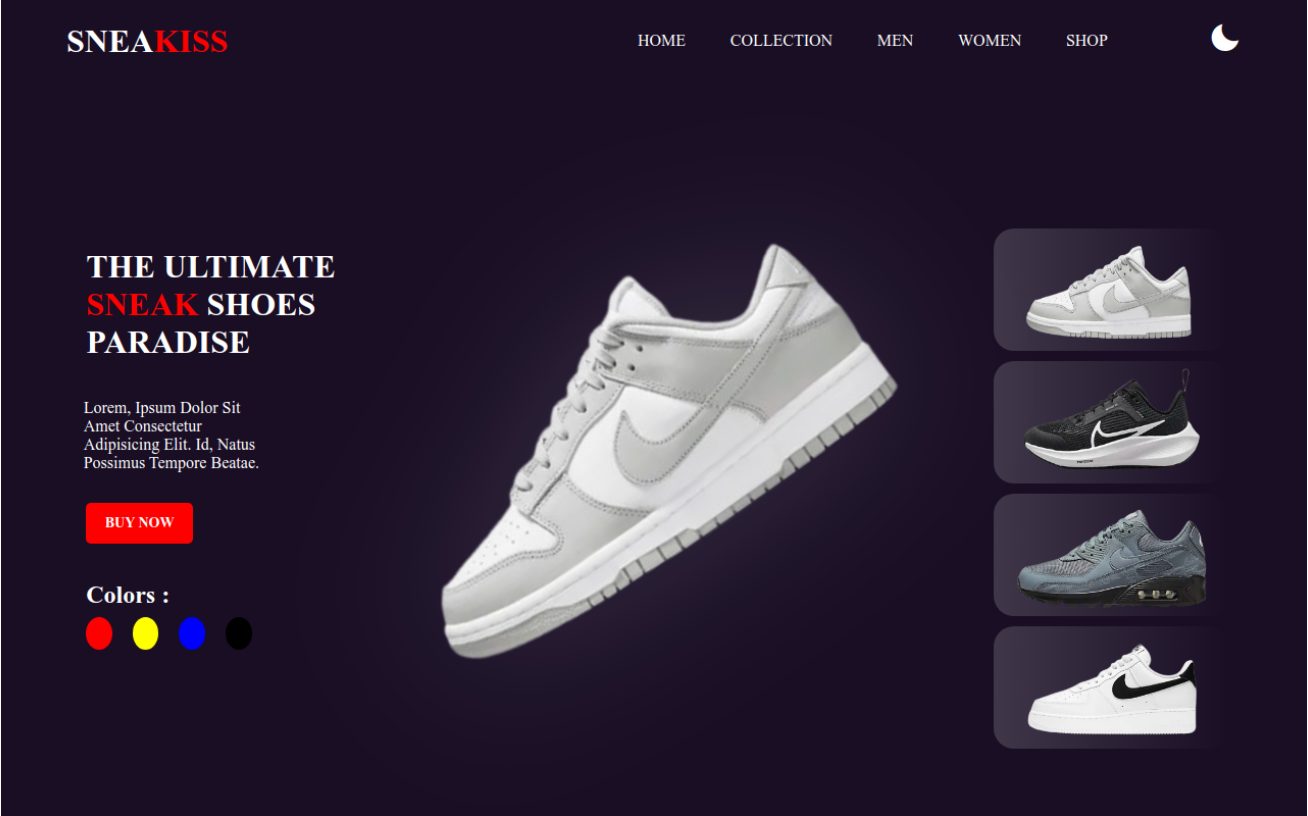 SNEAKISS
HOME COLLECTION MEN WOMEN SHOP
THE ULTIMATE
SNEAK SHOES
PARADISE
Lorem, Ipsum Dolor Sit
Amet Consectetur
Adipisicing Elit. Id, Natus
Possimus Tempore Beatae.
BUY NOW
Colors :